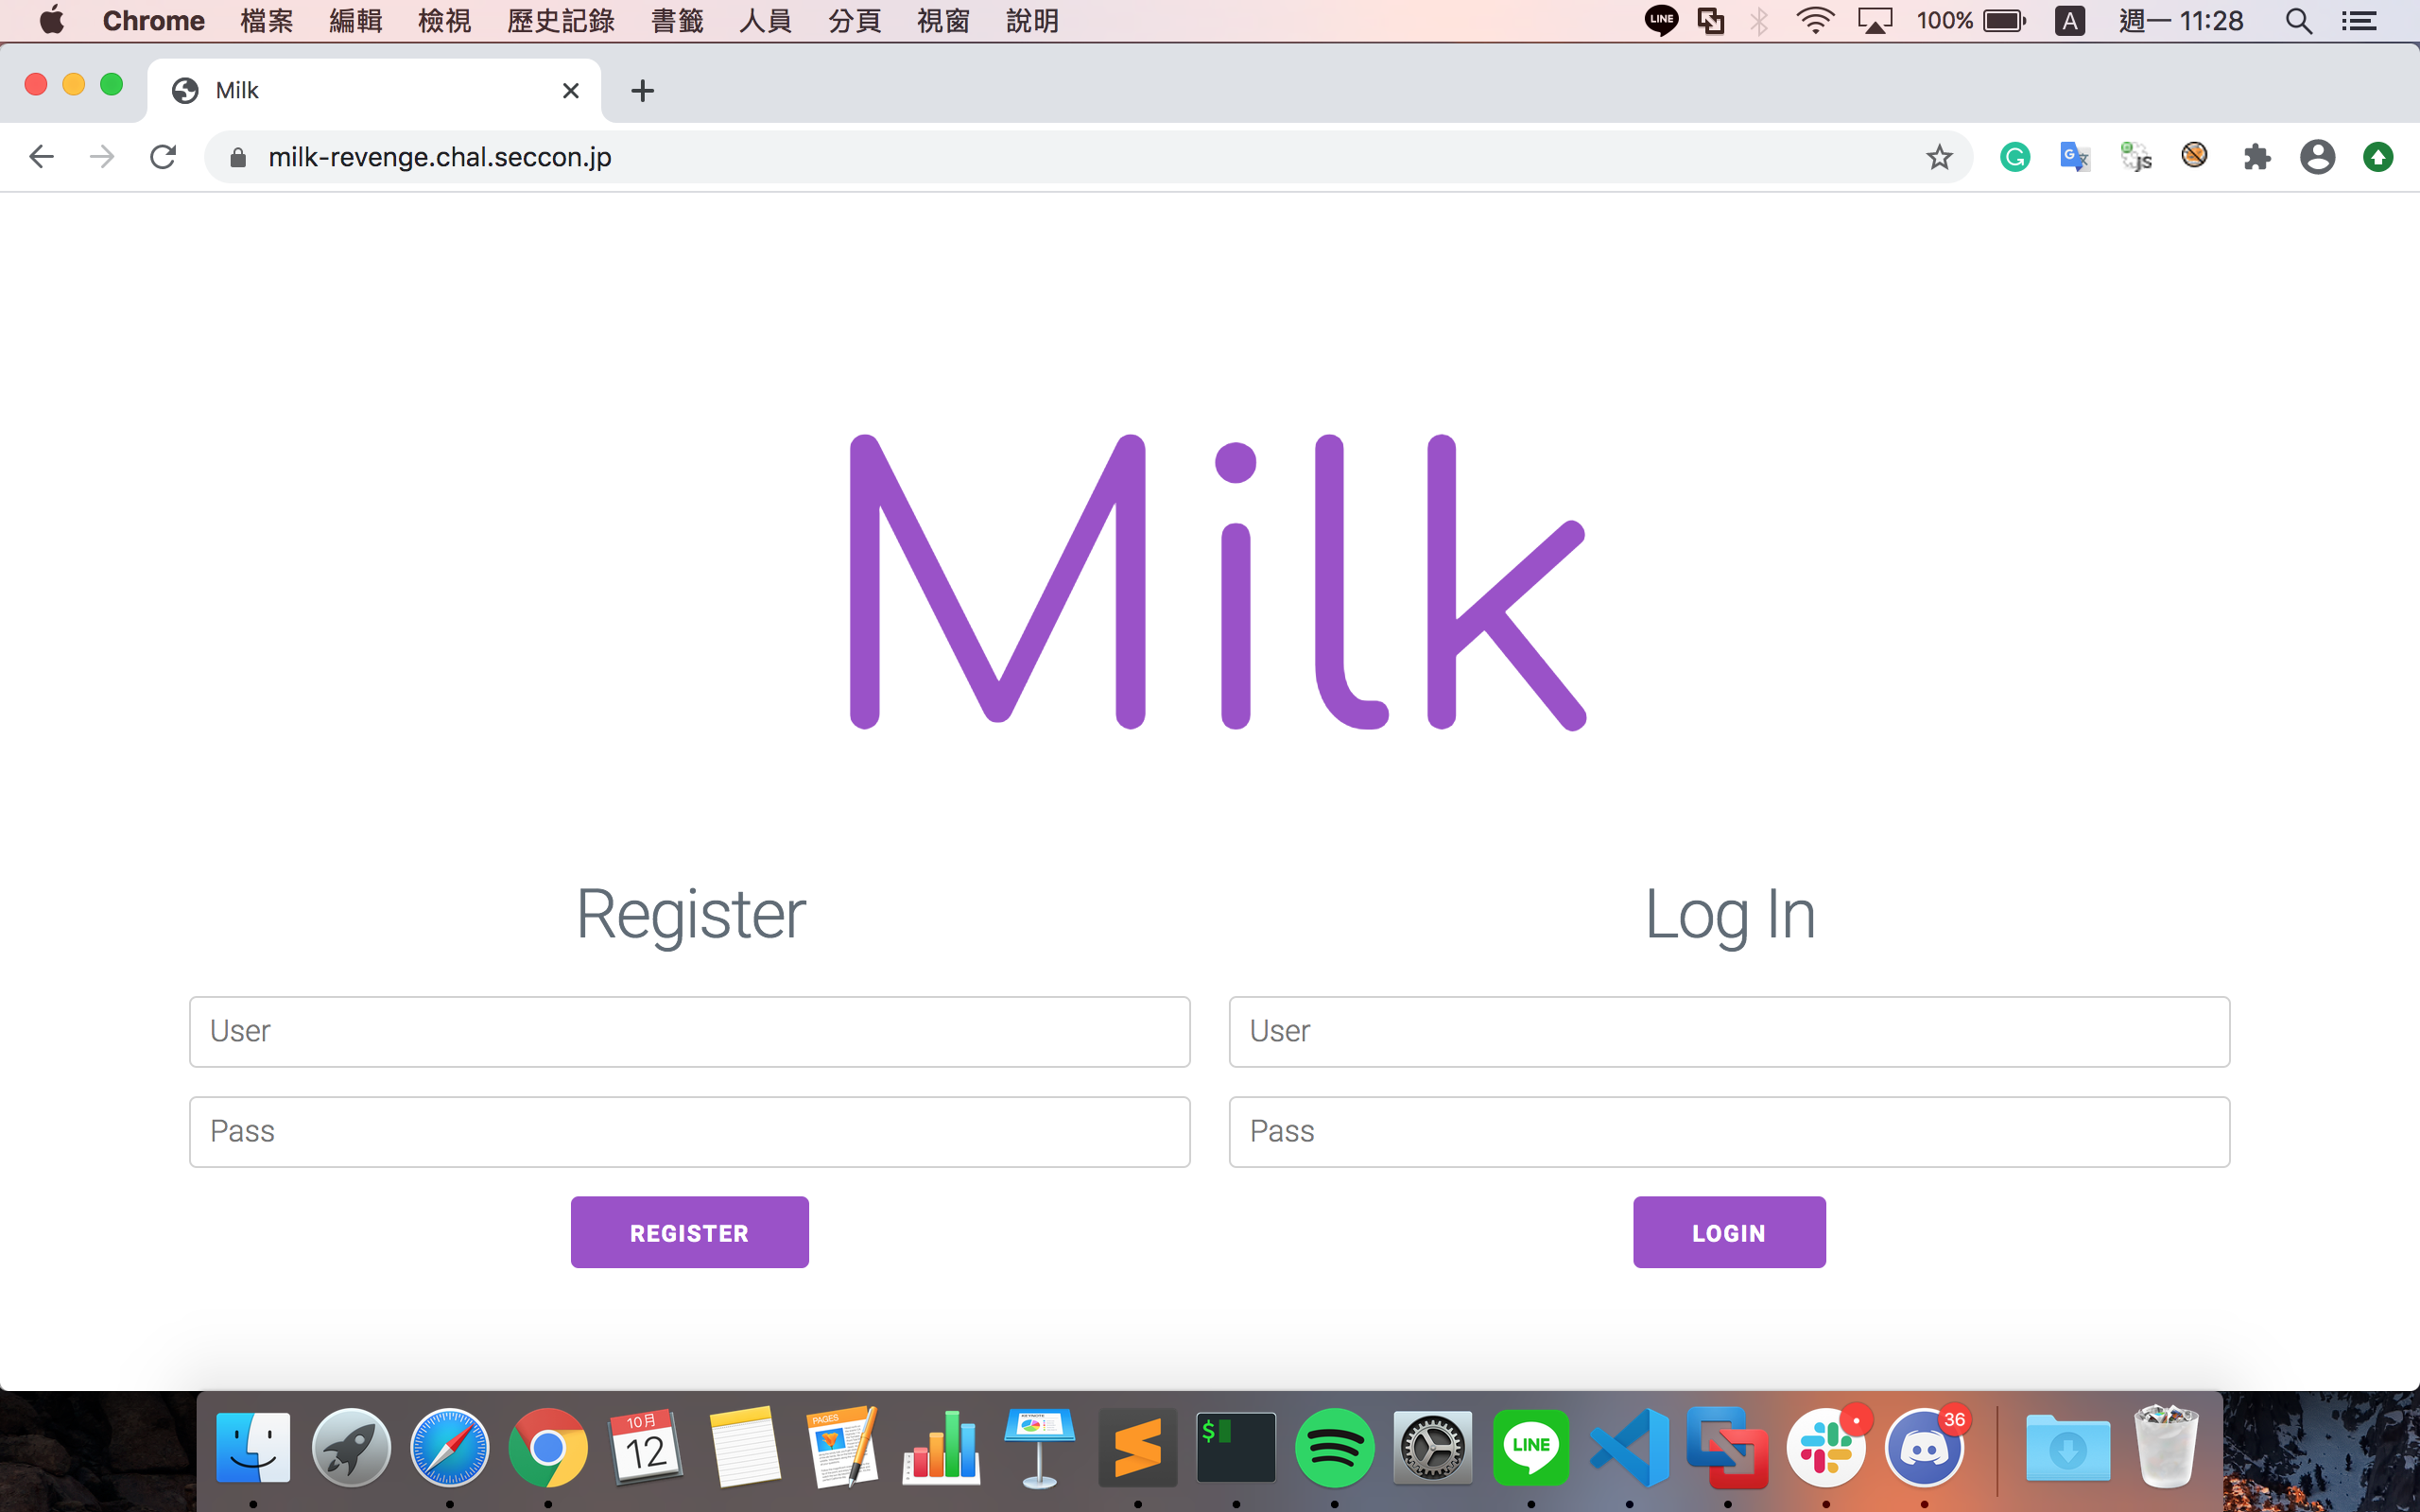 Chrome 檔案 編輯 檢視 歷史記錄 書籤 人員 分頁 視窗 說明 LINE 100% A 週一 11:28
Milk
milk-revenge.chal.seccon.jp
Milk
Register
Log In
User
User
Pass
Pass
REGISTER
LOGIN
10月
12
PAGES
$
LINE
36